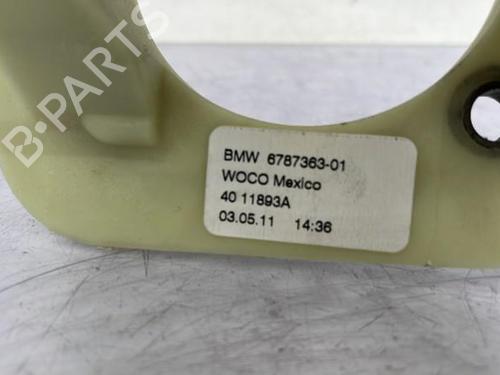 B-PARTS
BMW 6787363-01
WOCO Mexico
40 11893A
03.05.11 14:36